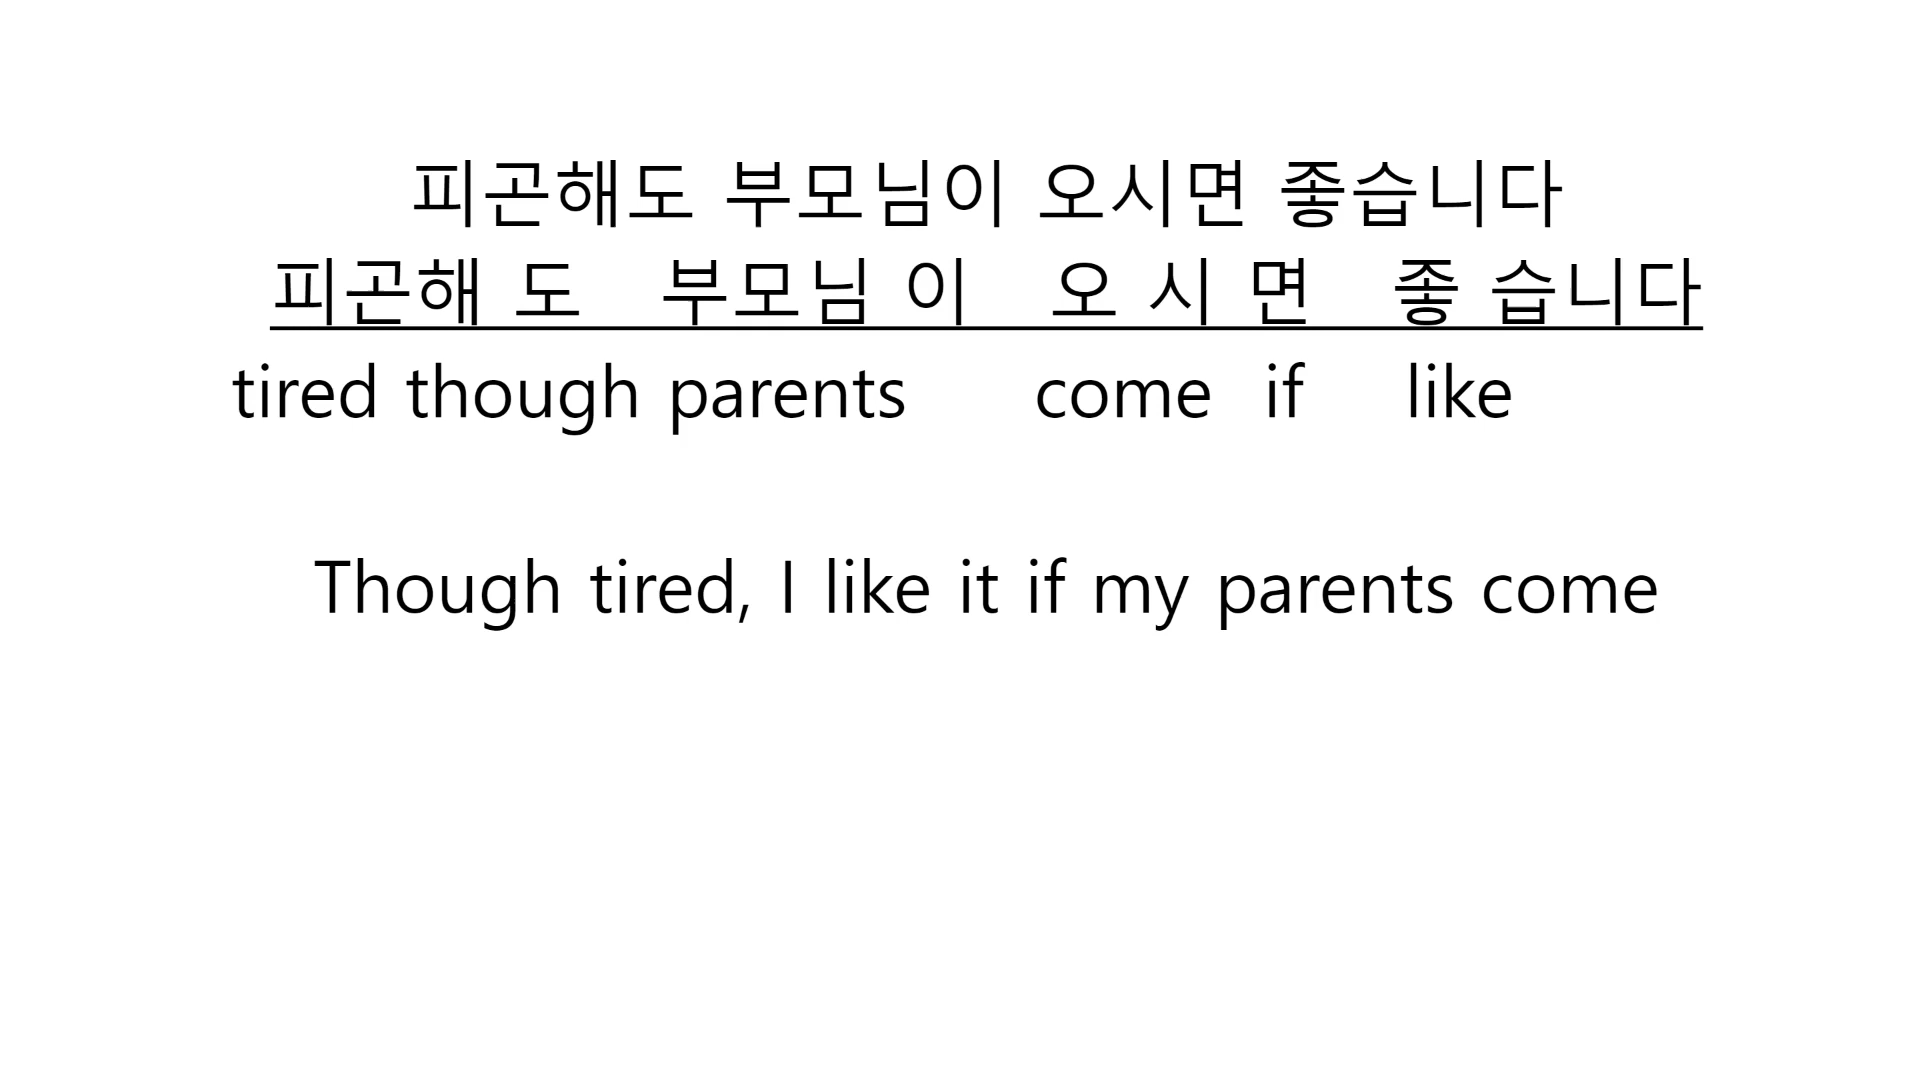 피곤해도 부모님이 오시면 좋습니다
피곤해 도 부모님 이 오 시 면 좋 습니다
tired though parents come if like
Though tired, I like it if my parents come